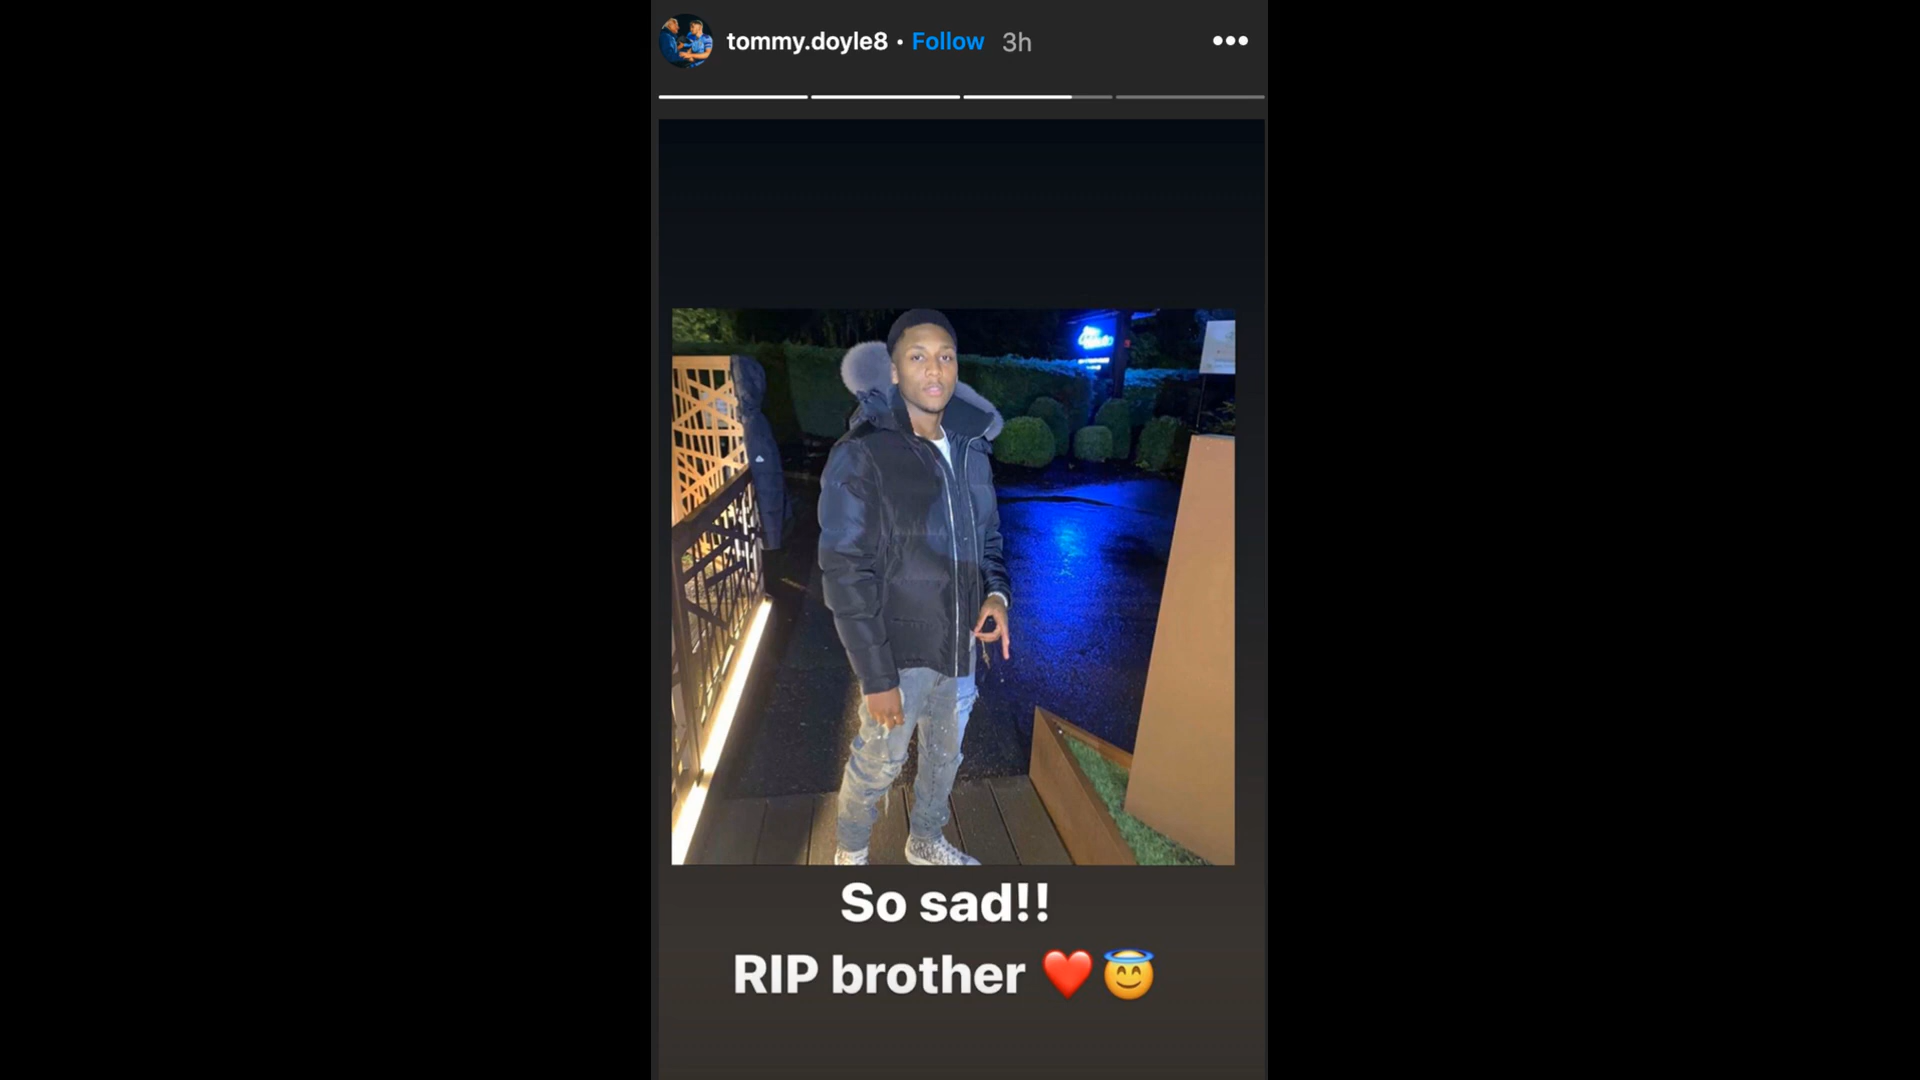 tommy.doyle8 • Follow 3h
So sad!!
RIP brother ❤️😇